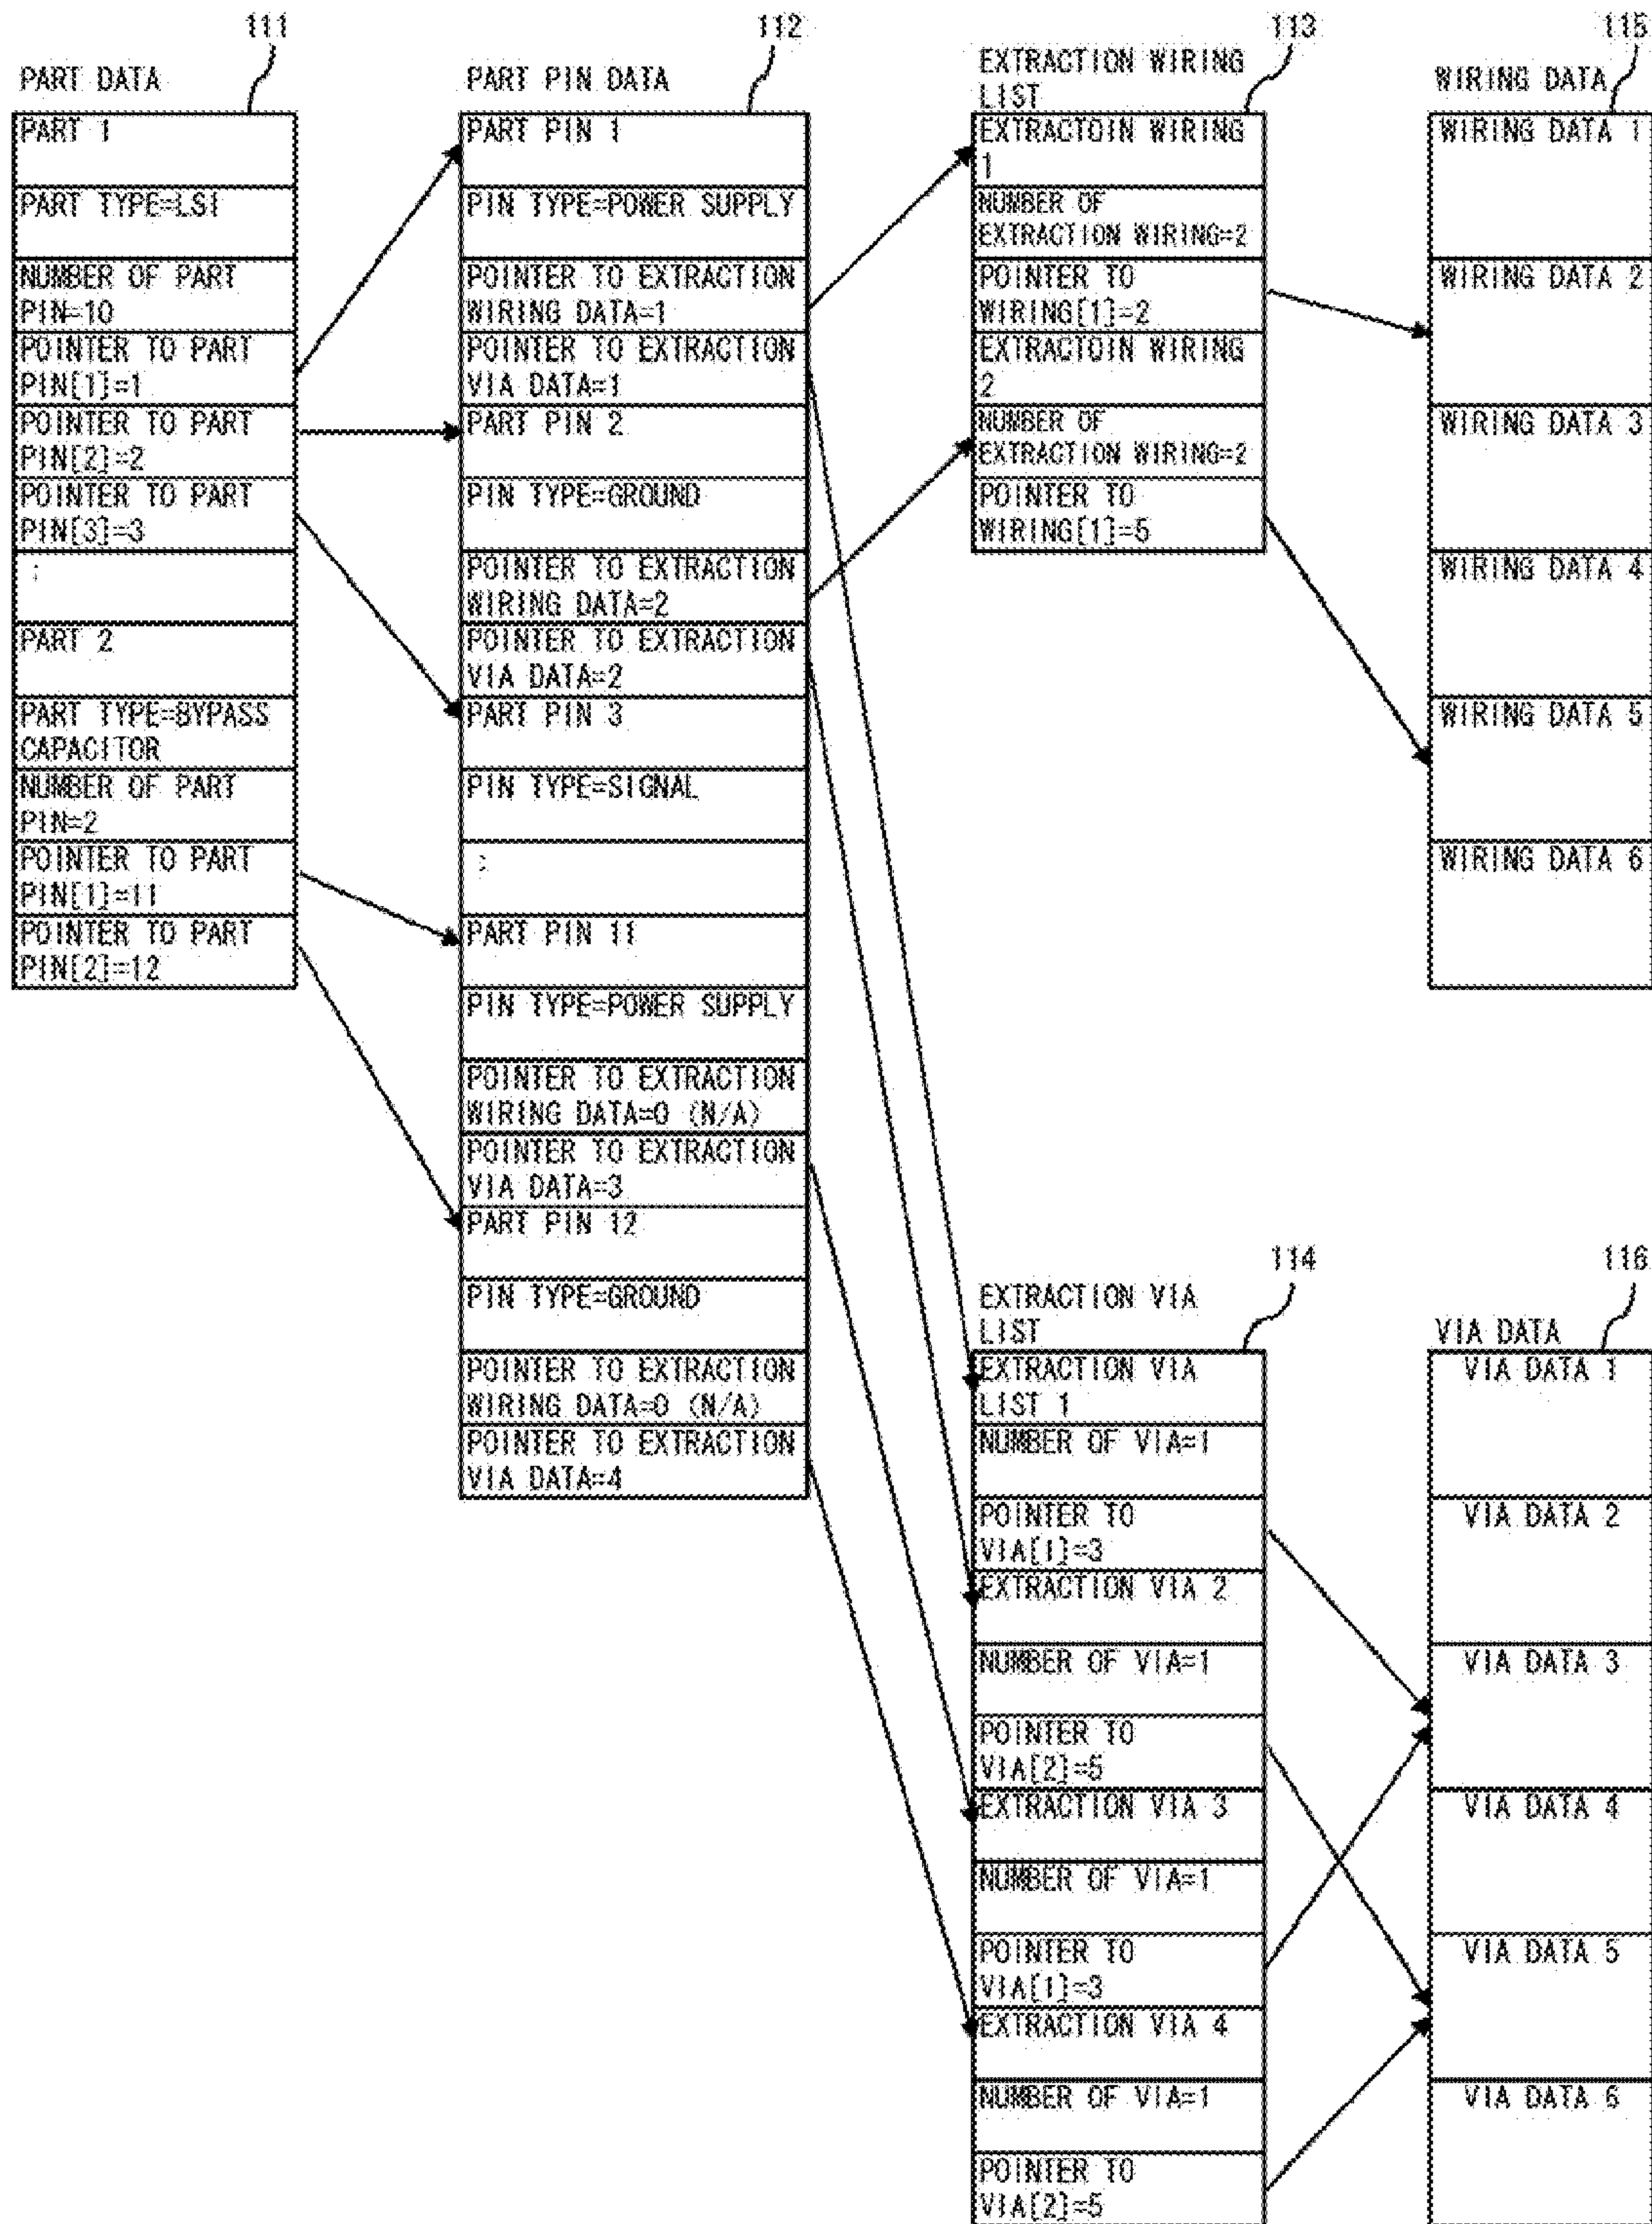 111
PART DATA
PART 1
PART TYPE=LSI
NUMBER OF PART
PIN=10
POINTER TO PART
PIN[1]=1
POINTER TO PART
PIN[2]=2
POINTER TO PART
PIN[3]=3
:
PART 2
PART TYPE=BYPASS
CAPACITOR
NUMBER OF PART
PIN=2
POINTER TO PART
PIN[1]=11
POINTER TO PART
PIN[2]=12
112
PART PIN DATA
PART PIN 1
PIN TYPE=POWER SUPPLY
POINTER TO EXTRACTION
WIRING DATA=1
POINTER TO EXTRACTION
VIA DATA=1
PART PIN 2
PIN TYPE=GROUND
POINTER TO EXTRACTION
WIRING DATA=2
POINTER TO EXTRACTION
VIA DATA=2
PART PIN 3
PIN TYPE=SIGNAL
:
PART PIN 11
PIN TYPE=POWER SUPPLY
POINTER TO EXTRACTION
WIRING DATA=0 (N/A)
POINTER TO EXTRACTION
VIA DATA=3
PART PIN 12
PIN TYPE=GROUND
POINTER TO EXTRACTION
WIRING DATA=0 (N/A)
POINTER TO EXTRACTION
VIA DATA=4
113
EXTRACTION WIRING
LIST
EXTRACTOIN WIRING
1
NUMBER OF
EXTRACTION WIRING=2
POINTER TO
WIRING[1]=2
EXTRACTOIN WIRING
2
NUMBER OF
EXTRACTION WIRING=2
POINTER TO
WIRING[1]=5
115
WIRING DATA
WIRING DATA 1
WIRING DATA 2
WIRING DATA 3
WIRING DATA 4
WIRING DATA 5
WIRING DATA 6
114
EXTRACTION VIA
LIST
EXTRACTION VIA
LIST 1
NUMBER OF VIA=1
POINTER TO
VIA[1]=3
EXTRACTION VIA 2
NUMBER OF VIA=1
POINTER TO
VIA[2]=5
EXTRACTION VIA 3
NUMBER OF VIA=1
POINTER TO
VIA[1]=3
EXTRACTION VIA 4
NUMBER OF VIA=1
POINTER TO
VIA[2]=5
116
VIA DATA
VIA DATA 1
VIA DATA 2
VIA DATA 3
VIA DATA 4
VIA DATA 5
VIA DATA 6